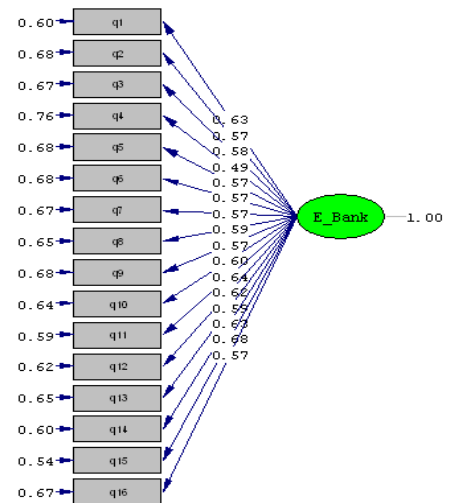 0.60 q1
0.68 q2
0.67 q3
0.76 q4
0.68 q5
0.68 q6
0.67 q7
0.65 q8
0.68 q9
0.64 q10
0.59 q11
0.62 q12
0.65 q13
0.60 q14
0.54 q15
0.67 q16
0.63
0.57
0.58
0.49
0.57
0.57
0.57
0.59
0.57
0.60
0.64
0.62
0.59
0.63
0.68
0.57
E_Bank 1.00